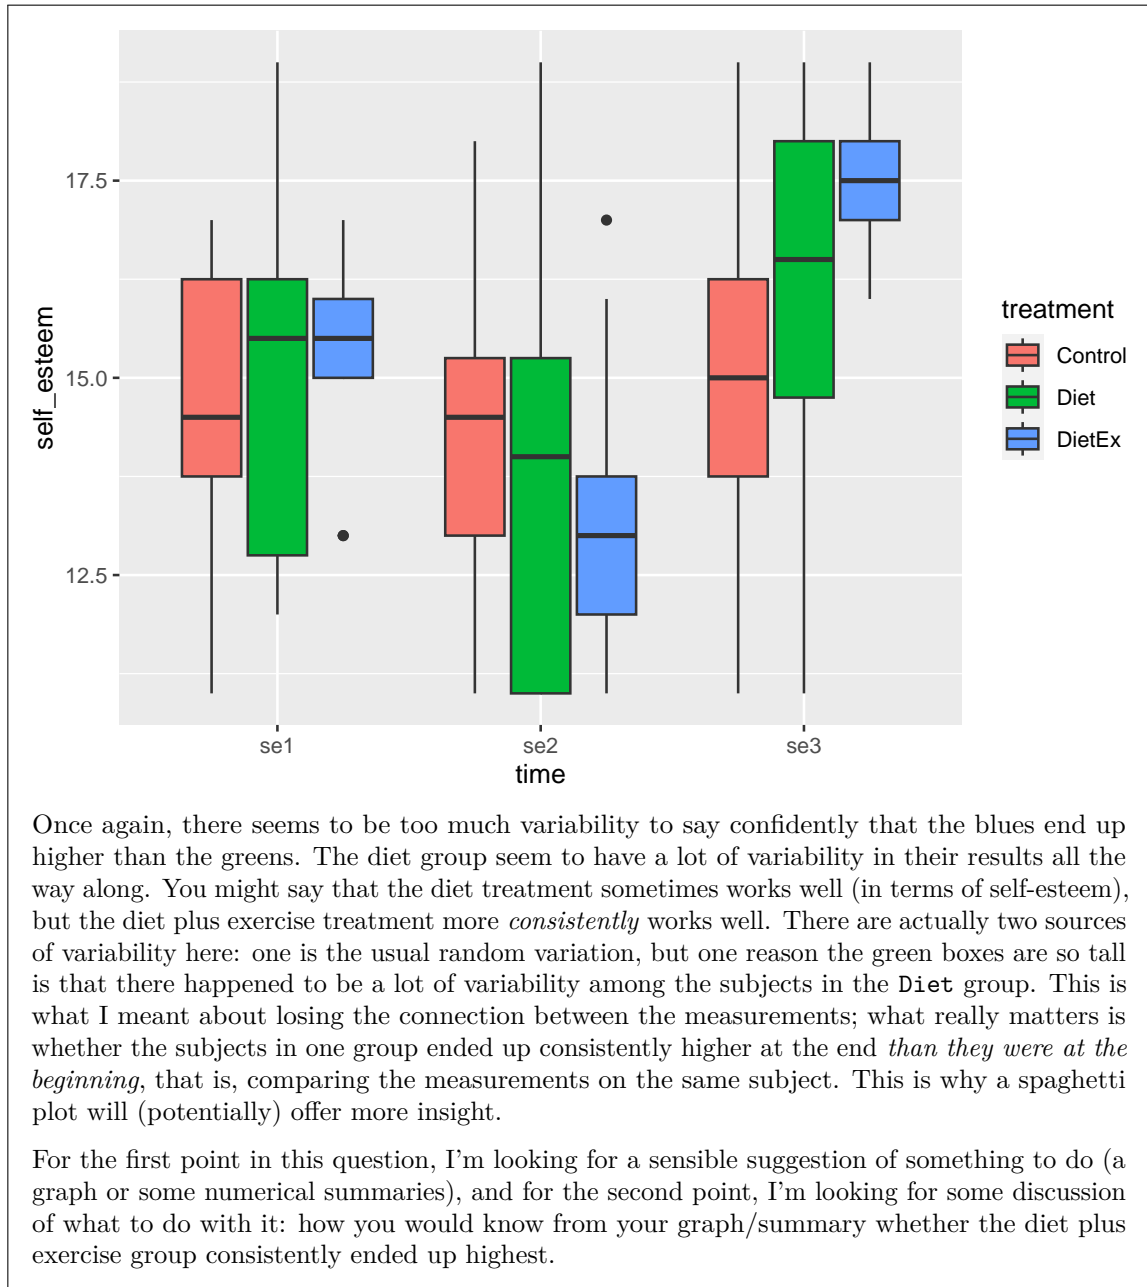 17.5
15.0
12.5
self_esteem
se1 se2 se3
time
treatment
Control
Diet
DietEx
Once again, there seems to be too much variability to say confidently that the blues end up
higher than the greens. The diet group seem to have a lot of variability in their results all the
way along. You might say that the diet treatment sometimes works well (in terms of self-esteem),
but the diet plus exercise treatment more consistently works well. There are actually two sources
of variability here: one is the usual random variation, but one reason the green boxes are so tall
is that there happened to be a lot of variability among the subjects in the Diet group. This is
what I meant about losing the connection between the measurements; what really matters is
whether the subjects in one group ended up consistently higher at the end than they were at the
beginning, that is, comparing the measurements on the same subject. This is why a spaghetti
plot will (potentially) offer more insight.
For the first point in this question, I'm looking for a sensible suggestion of something to do (a
graph or some numerical summaries), and for the second point, I'm looking for some discussion
of what to do with it: how you would know from your graph/summary whether the diet plus
exercise group consistently ended up highest.